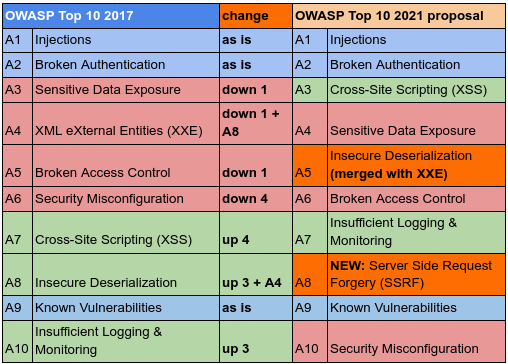 OWASP Top 10 2017 change OWASP Top 10 2021 proposal
A1 Injections as is A1 Injections
A2 Broken Authentication as is A2 Broken Authentication
A3 Sensitive Data Exposure down 1 A3 Cross-Site Scripting (XSS)
A4 XML eXternal Entities (XXE) down 1 +
A8 A4 Sensitive Data Exposure
A5 Broken Access Control down 1 A5 Insecure Deserialization
(merged with XXE)
A6 Security Misconfiguration down 4 A6 Broken Access Control
A7 Cross-Site Scripting (XSS) up 4 A7 Insufficient Logging &
Monitoring
A8 Insecure Deserialization up 3 + A4 A8 NEW: Server Side Request
Forgery (SSRF)
A9 Known Vulnerabilities as is A9 Known Vulnerabilities
A10 Insufficient Logging &
Monitoring up 3 A10 Security Misconfiguration